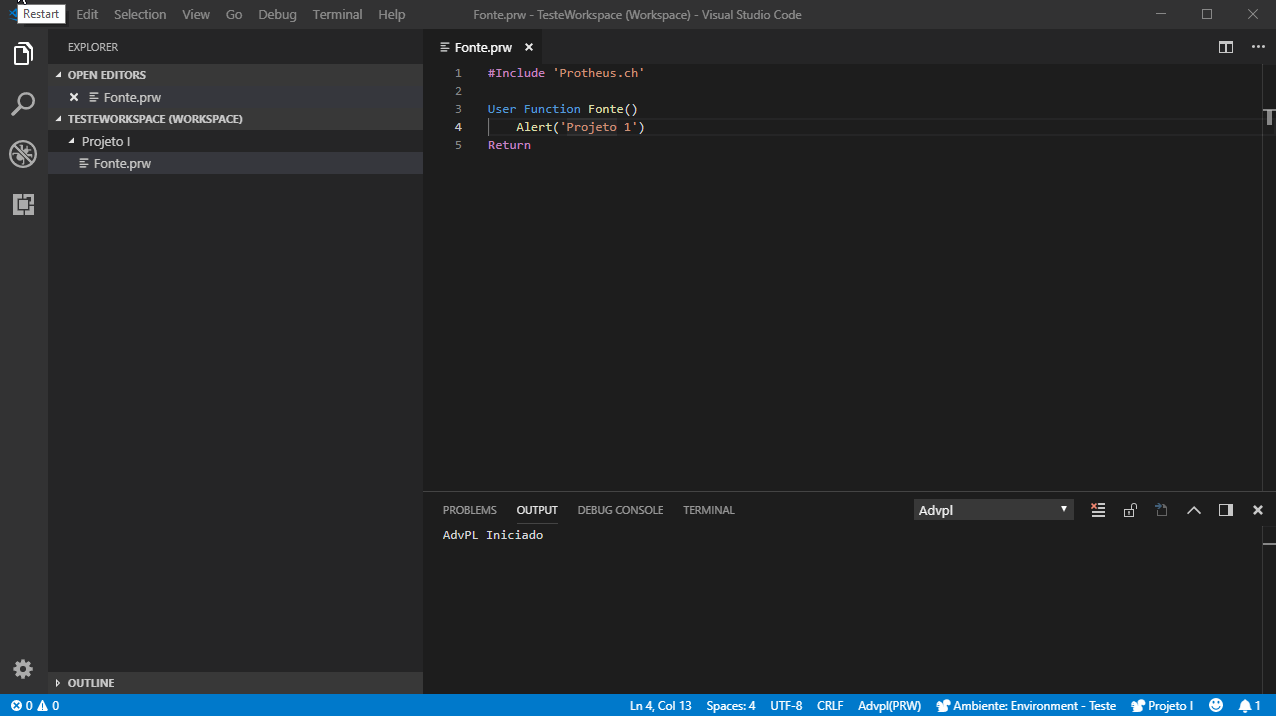 Restart Edit Selection View Go Debug Terminal Help Fonte.prw - TesteWorkspace (Workspace) - Visual Studio Code
EXPLORER
OPEN EDITORS
Fonte.prw
TESTEWORKSPACE (WORKSPACE)
Projeto I
Fonte.prw
OUTLINE
Fonte.prw
1 #Include 'Protheus.ch'
2
3 User Function Fonte()
4 Alert('Projeto 1')
5 Return
PROBLEMS OUTPUT DEBUG CONSOLE TERMINAL Advpl
AdvPL Iniciado
0 0 Ln 4, Col 13 Spaces: 4 UTF-8 CRLF Advpl(PRW) Ambiente: Environment - Teste Projeto I 1